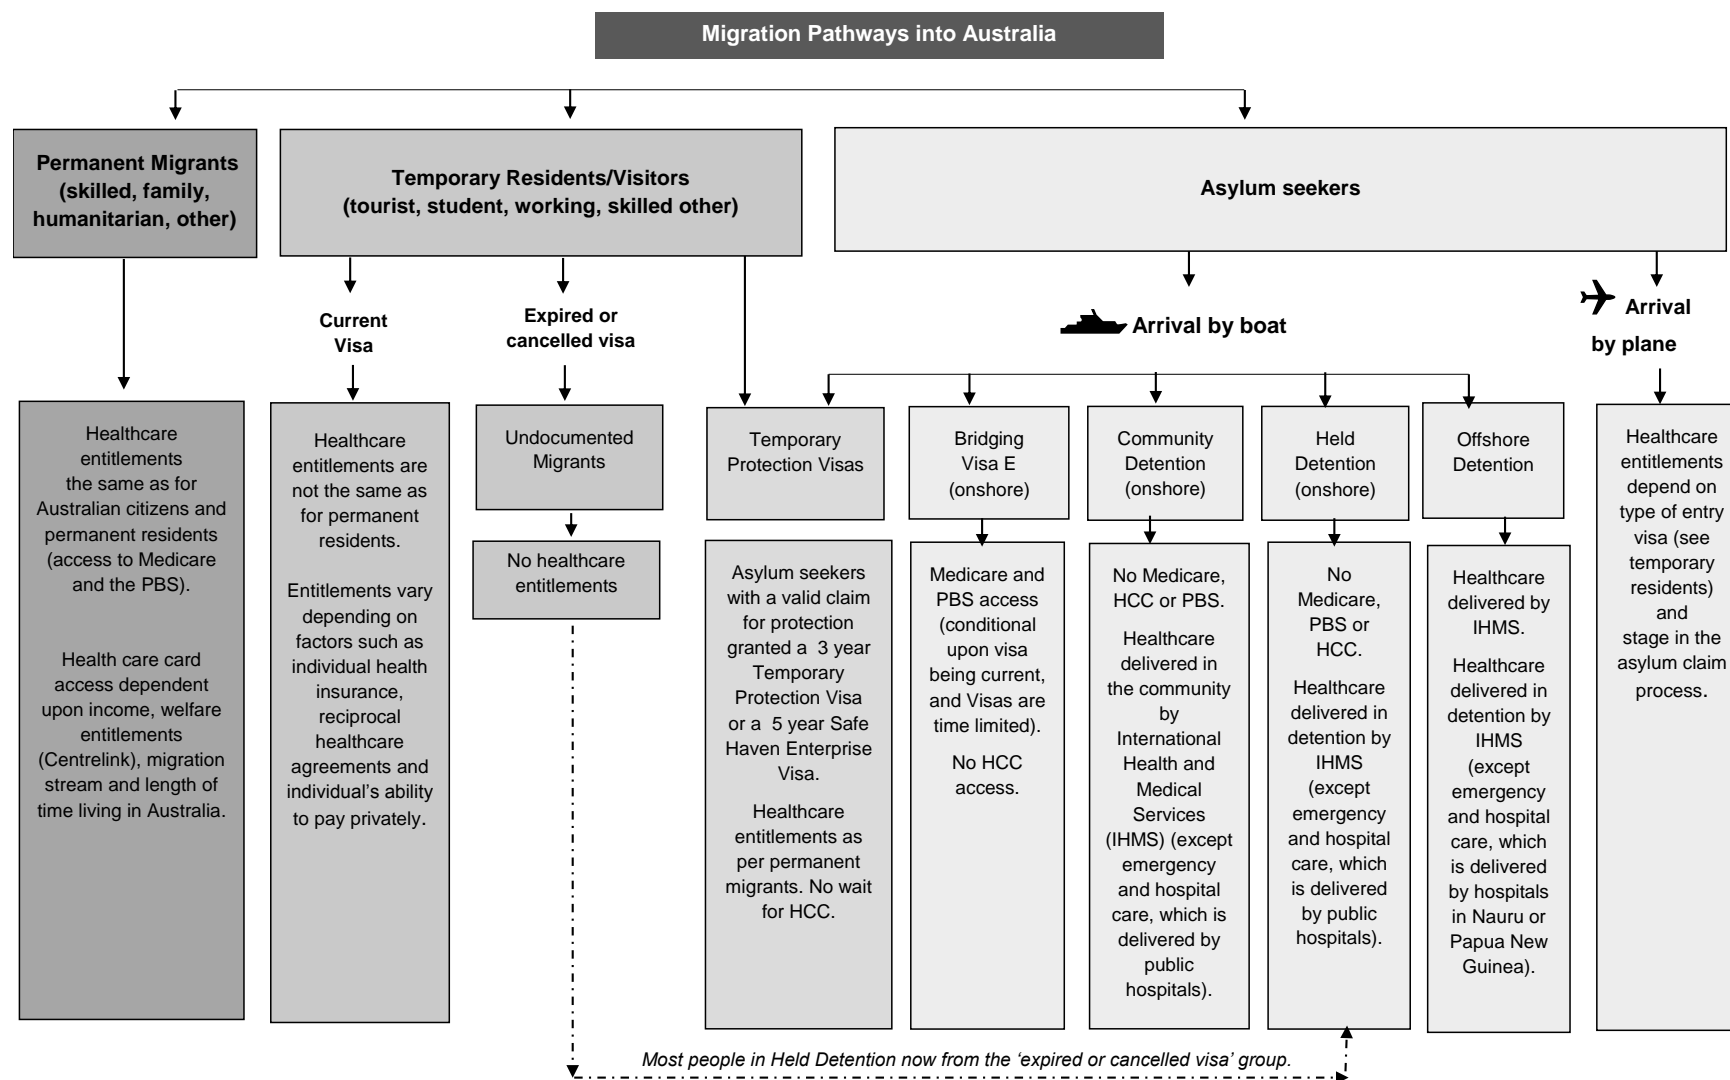 Migration Pathways into Australia
Permanent Migrants
(skilled, family,
humanitarian, other)
Temporary Residents/Visitors
(tourist, student, working, skilled other)
Asylum seekers
Current
Visa
Expired or
cancelled visa
Arrival by boat
Arrival
by plane
Healthcare
entitlements
the same as for
Australian citizens and
permanent residents
(access to Medicare
and the PBS).
Health care card
access dependent
upon income, welfare
entitlements
(Centrelink), migration
stream and length of
time living in Australia.
Healthcare
entitlements are
not the same as
for permanent
residents.
Entitlements vary
depending on
factors such as
individual health
insurance,
reciprocal
healthcare
agreements and
individual’s ability
to pay privately.
Undocumented
Migrants
No healthcare
entitlements
Temporary
Protection Visas
Asylum seekers
with a valid claim
for protection
granted a 3 year
Temporary
Protection Visa
or a 5 year Safe
Haven Enterprise
Visa.
Healthcare
entitlements as
per permanent
migrants. No wait
for HCC.
Bridging
Visa E
(onshore)
Medicare and
PBS access
(conditional
upon visa
being current,
and Visas are
time limited).
No HCC
access.
Community
Detention
(onshore)
No Medicare,
HCC or PBS.
Healthcare
delivered in
the community
by
International
Health and
Medical
Services
(IHMS) (except
emergency
and hospital
care, which is
delivered by
public
hospitals).
Held
Detention
(onshore)
No
Medicare,
PBS or
HCC.
Healthcare
delivered in
detention by
IHMS
(except
emergency
and hospital
care, which
is delivered
by public
hospitals).
Offshore
Detention
Healthcare
delivered by
IHMS.
Healthcare
delivered in
detention by
IHMS
(except
emergency
and hospital
care, which
is delivered
by hospitals
in Nauru or
Papua New
Guinea).
Healthcare
entitlements
depend on
type of entry
visa (see
temporary
residents)
and
stage in the
asylum claim
process.
Most people in Held Detention now from the ‘expired or cancelled visa’ group.